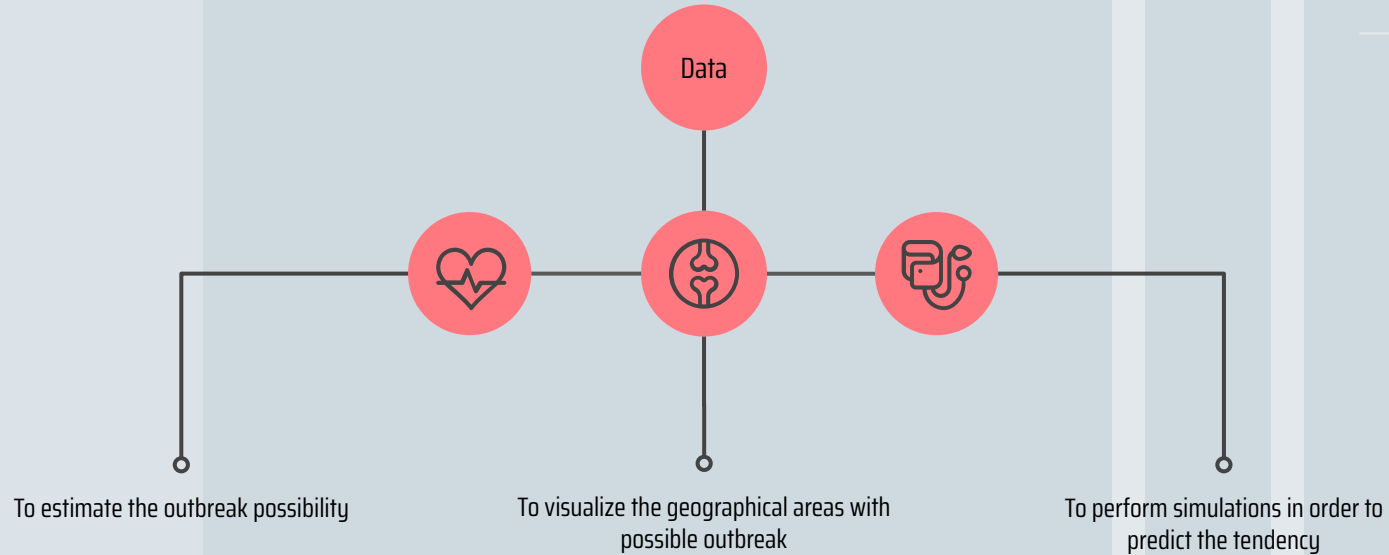 Data
To estimate the outbreak possibility
To visualize the geographical areas with
possible outbreak
To perform simulations in order to
predict the tendency